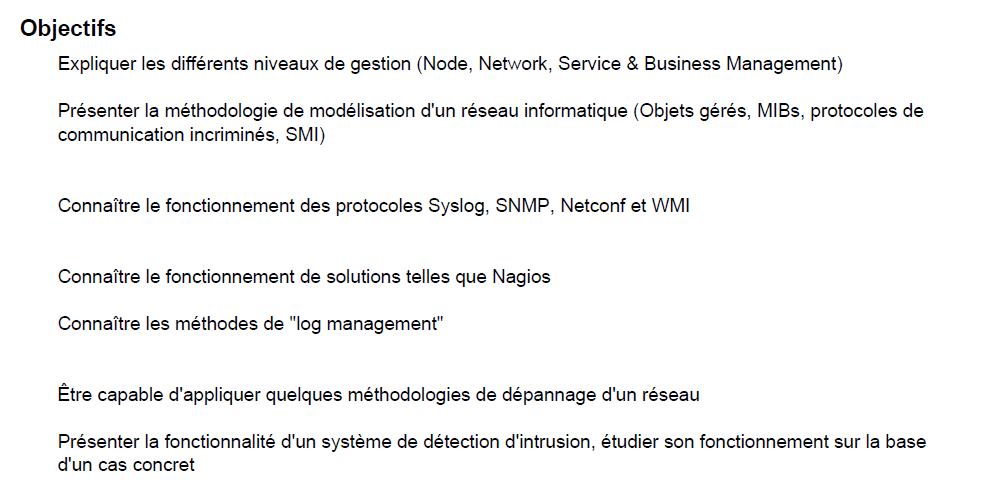 Objectifs
Expliquer les différents niveaux de gestion (Node, Network, Service & Business Management)
Présenter la méthodologie de modélisation d'un réseau informatique (Objets gérés, MIBs, protocoles de
communication incriminés, SMI)
Connaître le fonctionnement des protocoles Syslog, SNMP, Netconf et WMI
Connaître le fonctionnement de solutions telles que Nagios
Connaître les méthodes de "log management"
Être capable d'appliquer quelques méthodologies de dépannage d'un réseau
Présenter la fonctionnalité d'un système de détection d'intrusion, étudier son fonctionnement sur la base
d'un cas concret